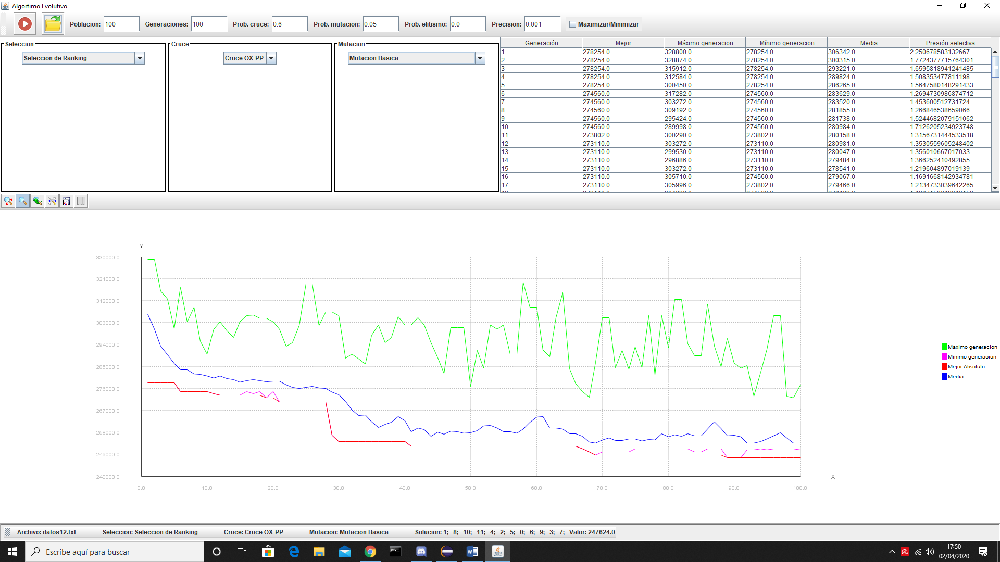 Algortimo Evolutivo
Poblacion: 100 Generaciones: 100 Prob. cruce: 0.6 Prob. mutacion: 0.05 Prob. elitismo: 0.0 Precision: 0.001 Maximizar/Minimizar
Seleccion
Seleccion de Ranking
Cruce
Cruce OX-PP
Mutacion
Mutacion Basica
Generación Mejor Máximo generacion Mínimo generacion Media Presión selectiva
1 278254.0 328800.0 278254.0 306342.0 2.250678583132667
2 278254.0 328874.0 278254.0 300315.0 1.7724377715764301
3 278254.0 315912.0 278254.0 293221.0 1.6595818941241485
4 278254.0 312584.0 278254.0 289824.0 1.508353477811198
5 278254.0 300450.0 278254.0 286265.0 1.5647580148291433
6 274560.0 317282.0 274560.0 283629.0 1.2694730986874712
7 274560.0 303272.0 274560.0 283520.0 1.453600512731724
8 274560.0 309192.0 274560.0 281855.0 1.266846538659066
9 274560.0 295424.0 274560.0 281738.0 1.5244682079151062
10 274560.0 289998.0 274560.0 280984.0 1.7126205234923748
11 273802.0 300290.0 273802.0 280158.0 1.3156731444533518
12 273110.0 303272.0 273110.0 280981.0 1.3530559605248402
13 273110.0 299530.0 273110.0 280047.0 1.356010667017033
14 273110.0 296886.0 273110.0 279484.0 1.366252410492855
15 273110.0 303272.0 273110.0 278541.0 1.219604897019139
16 273110.0 305710.0 274560.0 279067.0 1.1691668142934781
17 273110.0 305996.0 273802.0 279466.0 1.2134733039642265
Y
330000.0
321000.0
312000.0
303000.0
294000.0
285000.0
276000.0
267000.0
258000.0
249000.0
240000.0
X
0.0 10.0 20.0 30.0 40.0 50.0 60.0 70.0 80.0 90.0 100.0
Maximo generacion
Minimo generacion
Mejor Absoluto
Media
Archivo: datos12.txt Seleccion: Seleccion de Ranking Cruce: Cruce OX-PP Mutacion: Mutacion Basica Solucion: 1; 8; 10; 11; 4; 2; 5; 0; 6; 9; 3; 7; Valor: 247624.0
Escribe aquí para buscar
17:50
02/04/2020